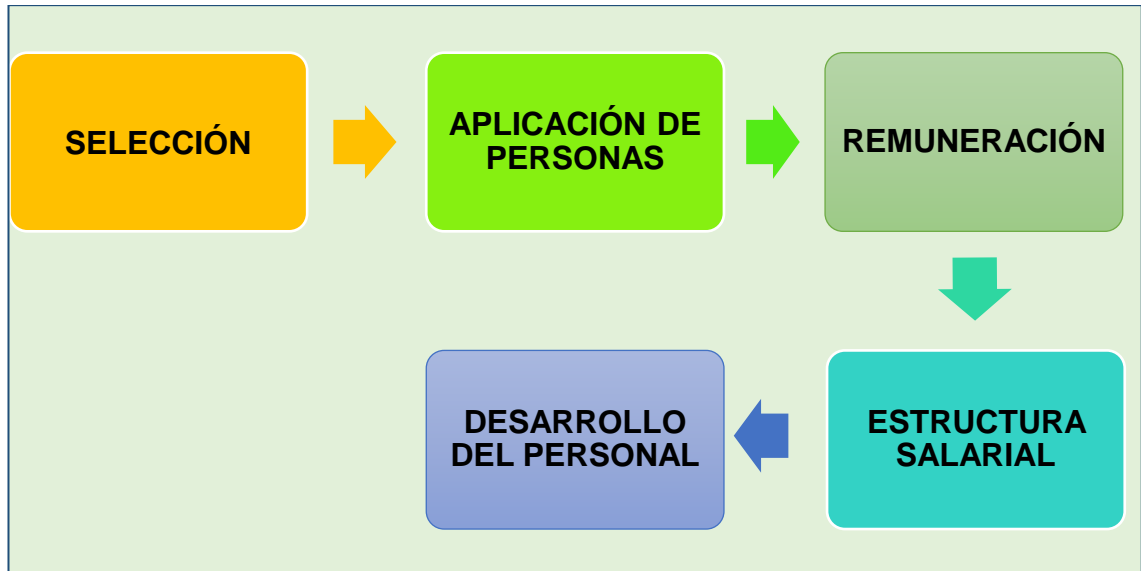 SELECCIÓN
APLICACIÓN DE
PERSONAS
REMUNERACIÓN
ESTRUCTURA
SALARIAL
DESARROLLO
DEL PERSONAL